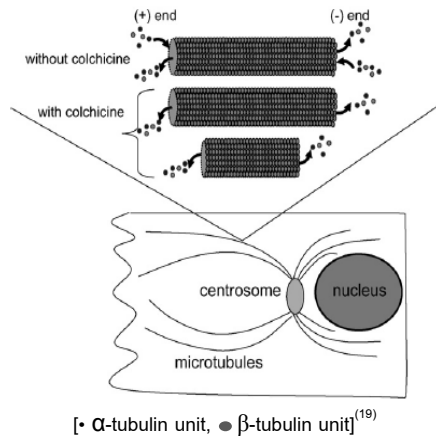 (+) end
(-) end
without colchicine
with colchicine
centrosome
nucleus
microtubules
[• α-tubulin unit, ● β-tubulin unit](19)